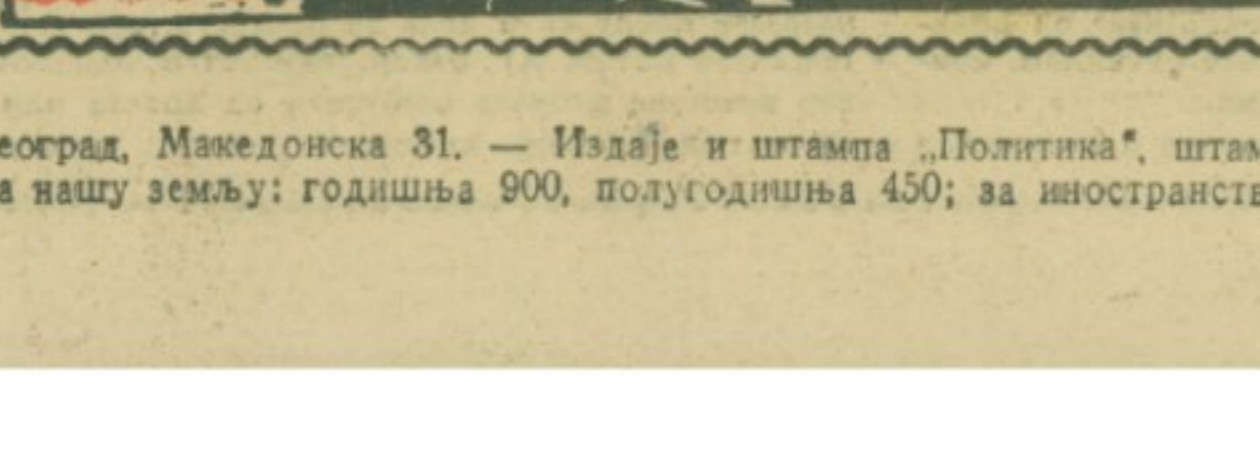 еоград, Македонска 31. — Издаје и штампа „Политика“, штам
а нашу земљу: годишња 900, полугодишња 450; за иностранств